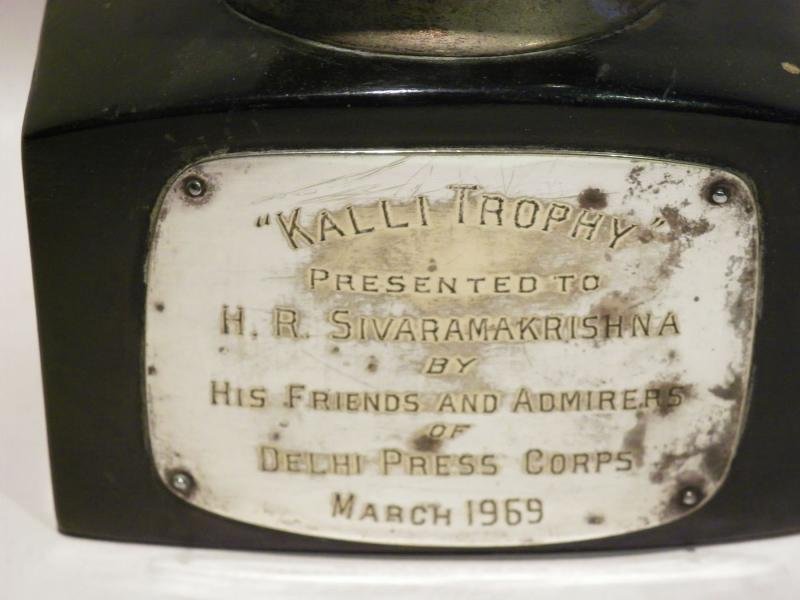 "KALLI TROPHY"
PRESENTED TO
H. R. SIVARAMAKRISHNA
BY
HIS FRIENDS AND ADMIRERS
OF
DELHI PRESS CORPS
MARCH 1969